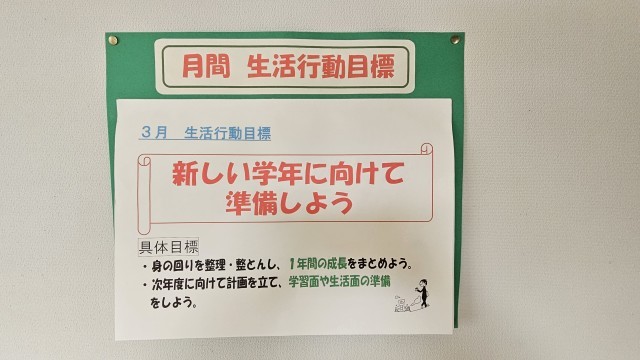 月間　生活行動目標
３月　生活行動目標
新しい学年に向けて
準備しよう
具体目標
・身の回りを整理・整とんし、１年間の成長をまとめよう。
・次年度に向けて計画を立て、学習面や生活面の準備
をしよう。